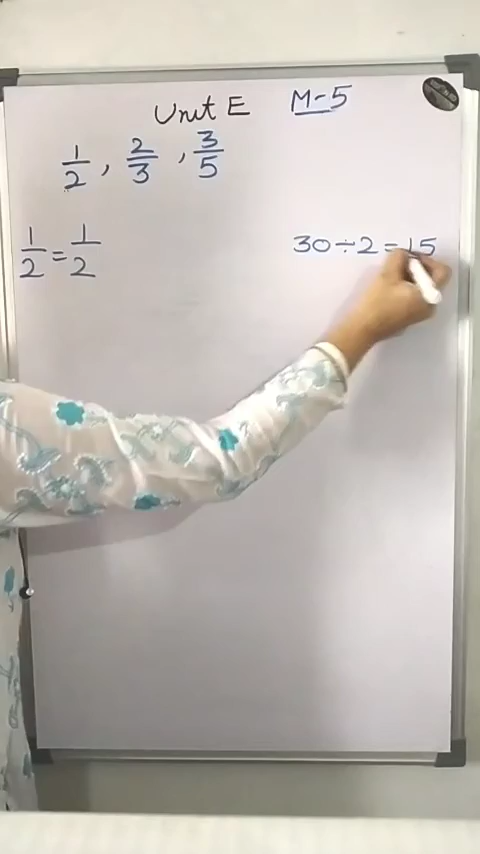 Unit E M-5
1/2, 2/3, 3/5
1/2 = 1/2 30÷2=15